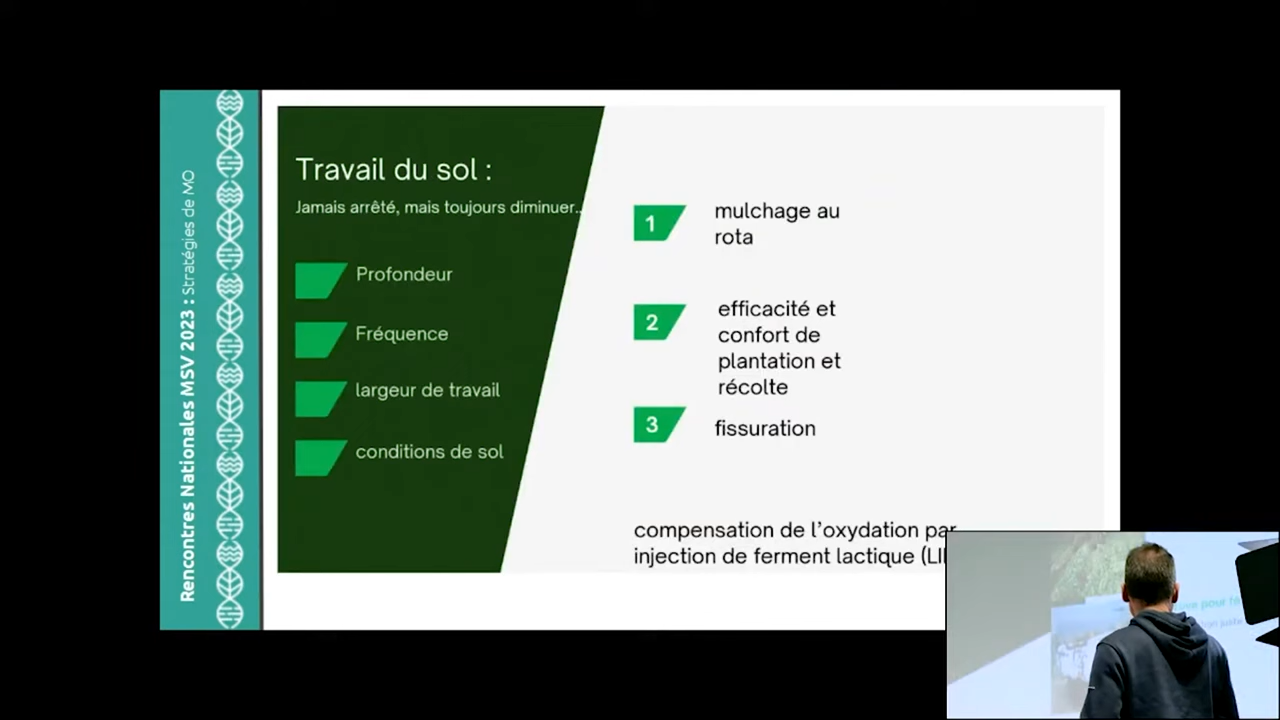 Rencontres Nationales MSV 2023 : Stratégies de MO
Travail du sol :
Jamais arrêté, mais toujours diminuer..
Profondeur
Fréquence
largeur de travail
conditions de sol
1
mulchage au
rota
2
efficacité et
confort de
plantation et
récolte
3
fissuration
compensation de l’oxydation par
injection de ferment lactique
pour
juste